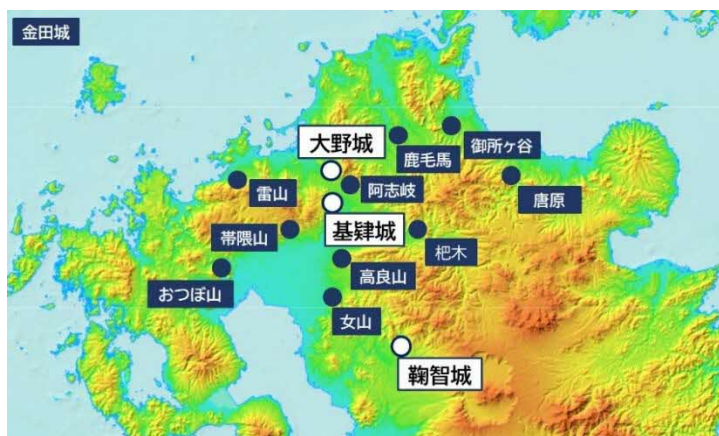 金田城
大野城
鹿毛馬
御所ヶ谷
雷山
阿志岐
唐原
帯隈山
基肄城
杷木
おつぼ山
高良山
女山
鞠智城